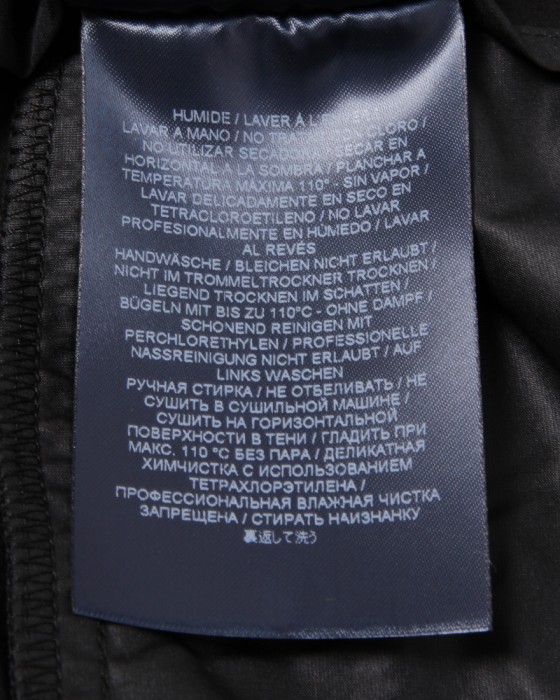 HUMIDE / LAVER À L'ENVERS
LAVAR A MANO / NO TRATAR CON CLORO /
NO UTILIZAR SECADORA / SECAR EN
HORIZONTAL A LA SOMBRA / PLANCHAR A
TEMPERATURA MÁXIMA 110° - SIN VAPOR /
LAVAR DELICADAMENTE EN SECO EN
TETRACLOROETILENO / NO LAVAR
PROFESIONALMENTE EN HÚMEDO / LAVAR
AL REVÉS
HANDWÄSCHE / BLEICHEN NICHT ERLAUBT /
NICHT IM TROMMELTROCKNER TROCKNEN /
LIEGEND TROCKNEN IM SCHATTEN /
BÜGELN MIT BIS ZU 110°C - OHNE DAMPF /
SCHONEND REINIGEN MIT
PERCHLORETHYLEN / PROFESSIONELLE
NASSREINIGUNG NICHT ERLAUBT / AUF
LINKS WASCHEN
РУЧНАЯ СТИРКА / НЕ ОТБЕЛИВАТЬ / НЕ
СУШИТЬ В СУШИЛЬНОЙ МАШИНЕ /
СУШИТЬ НА ГОРИЗОНТАЛЬНОЙ
ПОВЕРХНОСТИ В ТЕНИ / ГЛАДИТЬ ПРИ
МАКС. 110 °C БЕЗ ПАРА / ДЕЛИКАТНАЯ
ХИМЧИСТКА С ИСПОЛЬЗОВАНИЕМ
ТЕТРАХЛОРЭТИЛЕНА /
ПРОФЕССИОНАЛЬНАЯ ВЛАЖНАЯ ЧИСТКА
ЗАПРЕЩЕНА / СТИРАТЬ НАИЗНАНКУ
裏返して洗う